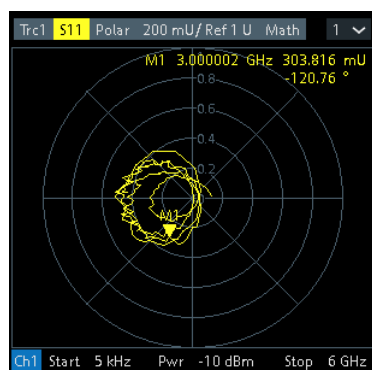 Trc1 S11 Polar 200 mU/ Ref 1 U Math 1
M1 3.000002 GHz 303.816 mU
-120.76 °
0.8
0.6
0.4
0.2
M1
Ch1 Start 5 kHz Pwr -10 dBm Stop 6 GHz